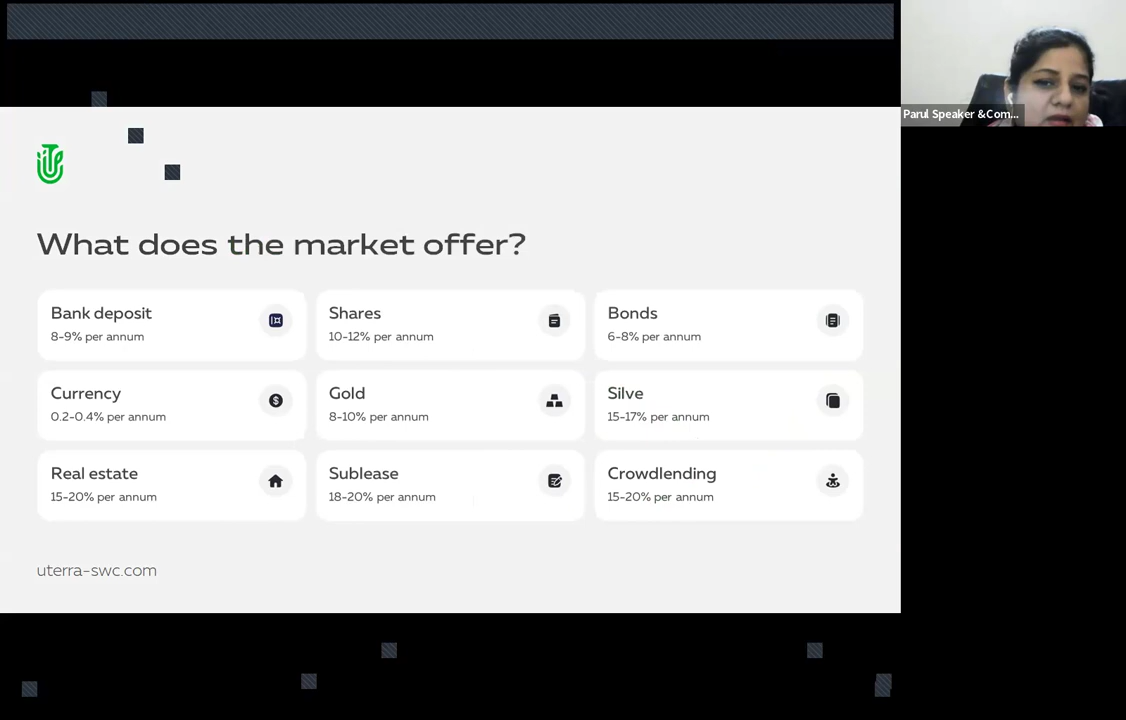 Parul Speaker &Com...
What does the market offer?
Bank deposit
8-9% per annum
Shares
10-12% per annum
Bonds
6-8% per annum
Currency
0.2-0.4% per annum
Gold
8-10% per annum
Silve
15-17% per annum
Real estate
15-20% per annum
Sublease
18-20% per annum
Crowdlending
15-20% per annum
uterra-swc.com